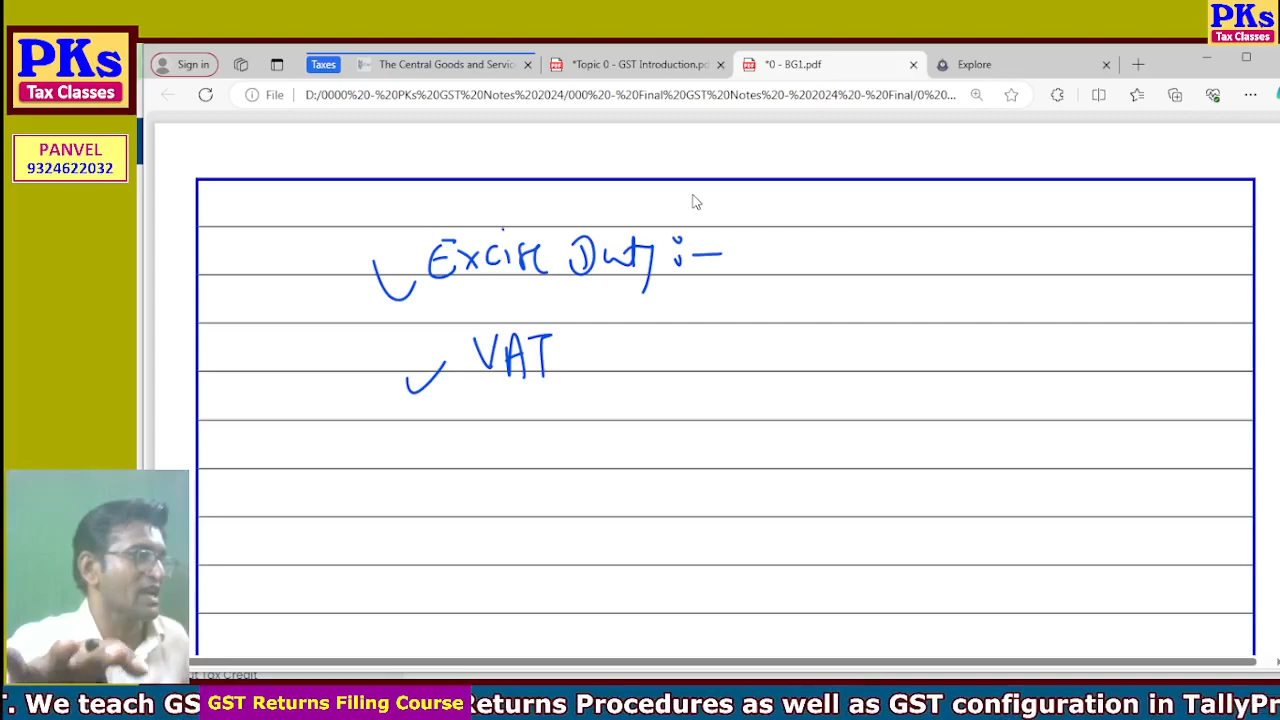 PKs
Tax Classes
PKs
Tax Classes
PANVEL
9324622032
Sign in
Taxes
The Central Goods and Servic
*Topic 0 - GST Introduction.pd
*0 - BG1.pdf
Explore
File
D:/0000%20-%20PKs%20GST%20Notes%202024/000%20-%20Final%20GST%20Notes%20-%202024%20-%20Final/0%20...
Excise Duty :-
VAT
ut Tax Credit
T. We teach GS
GST Returns Filing Course
Returns Procedures as well as GST configuration in TallyPr